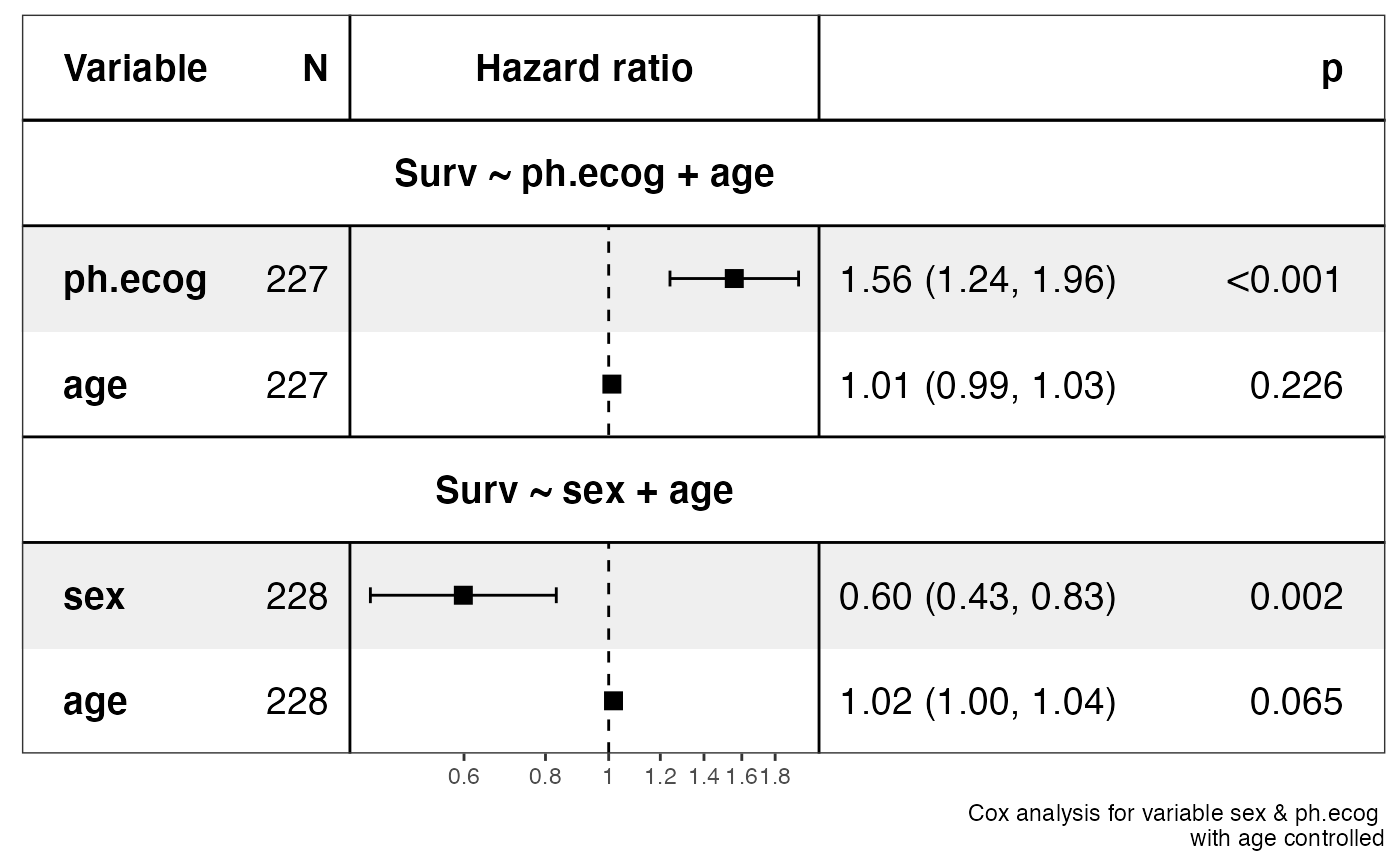 Variable N Hazard ratio p
Surv ~ ph.ecog + age
ph.ecog 227 1.56 (1.24, 1.96) <0.001
age 227 1.01 (0.99, 1.03) 0.226
Surv ~ sex + age
sex 228 0.60 (0.43, 0.83) 0.002
age 228 1.02 (1.00, 1.04) 0.065
0.6 0.8 1 1.2 1.4 1.6 1.8
Cox analysis for variable sex & ph.ecog
with age controlled